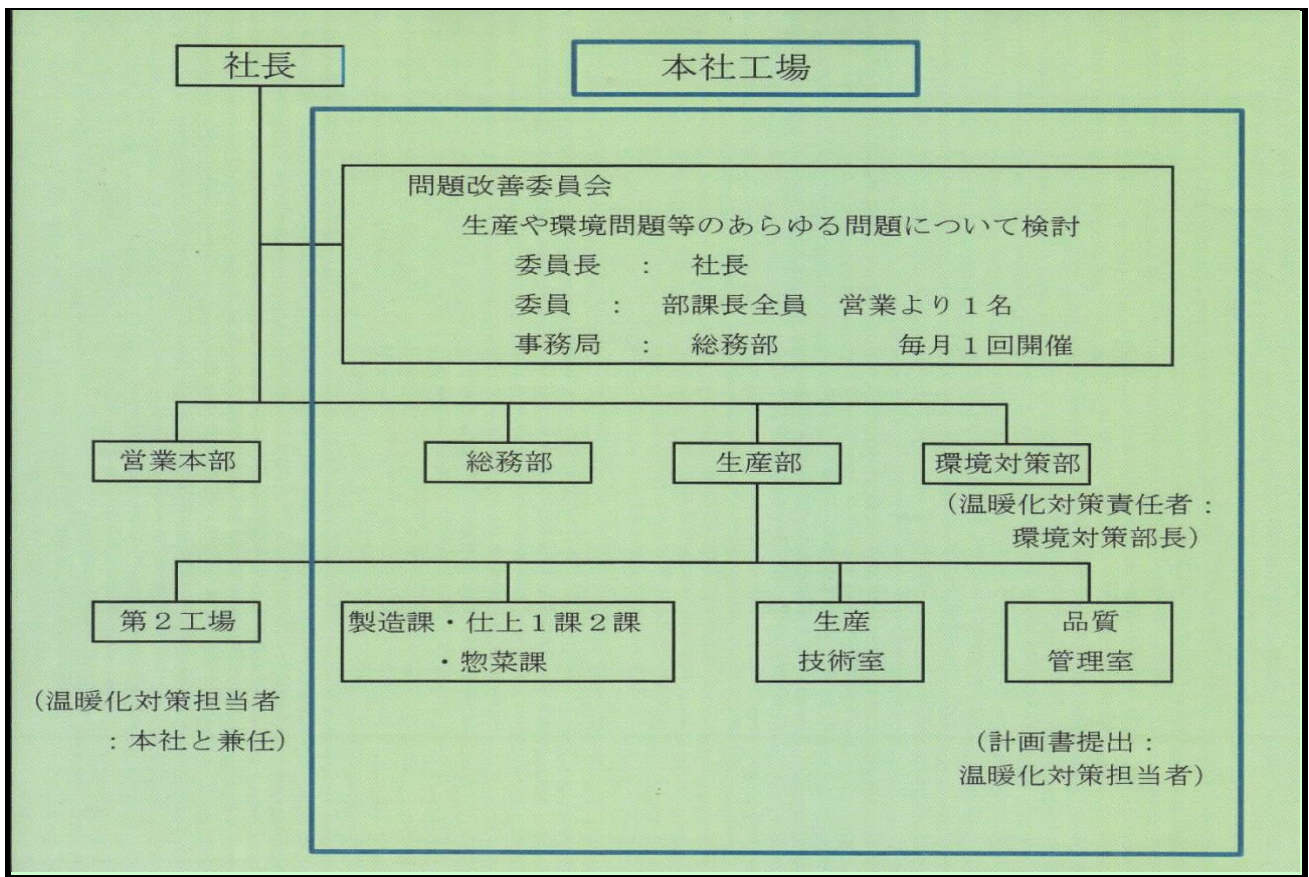 社長
本社工場
問題改善委員会
生産や環境問題等のあらゆる問題について検討
委員長 ： 社長
委員 ： 部課長全員 営業より１名
事務局 ： 総務部 毎月１回開催
営業本部
総務部
生産部
環境対策部
（温暖化対策責任者：
環境対策部長）
第２工場
製造課・仕上１課２課
・惣菜課
生産
技術室
品質
管理室
（温暖化対策担当者
：本社と兼任）
（計画書提出：
温暖化対策担当者）